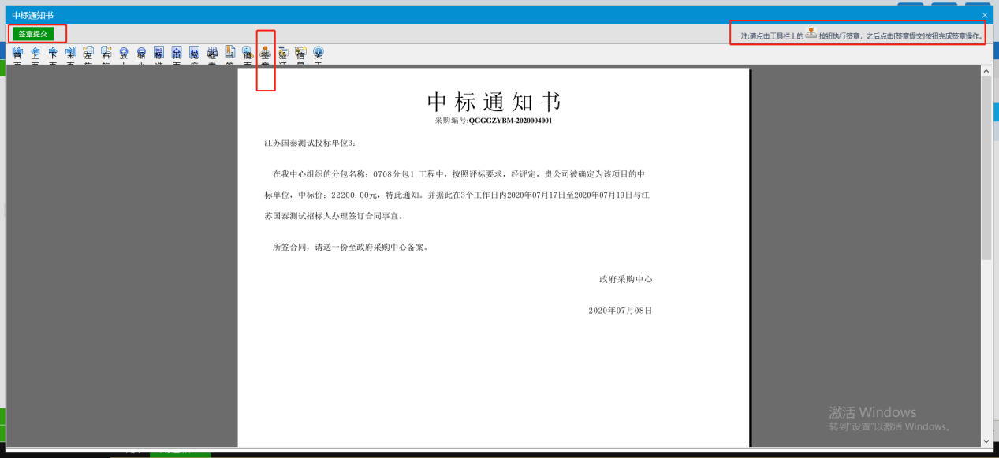 中标通知书
签章提交
注:请点击工具栏上的 按钮执行签章，之后点击[签章提交]按钮完成签章操作。
中标通知书
采购编号:QGGGZYBM-2020004001
江苏国泰测试投标单位3：
在我中心组织的分包名称：0708分包1 工程中，按照评标要求，经评定，贵公司被确定为该项目的中
标单位，中标价：22200.00元，特此通知。并据此在3个工作日内2020年07月17日至2020年07月19日与江
苏国泰测试招标人办理签订合同事宜。
所签合同，请送一份至政府采购中心备案。
政府采购中心
2020年07月08日
激活 Windows
转到"设置"以激活 Windows。